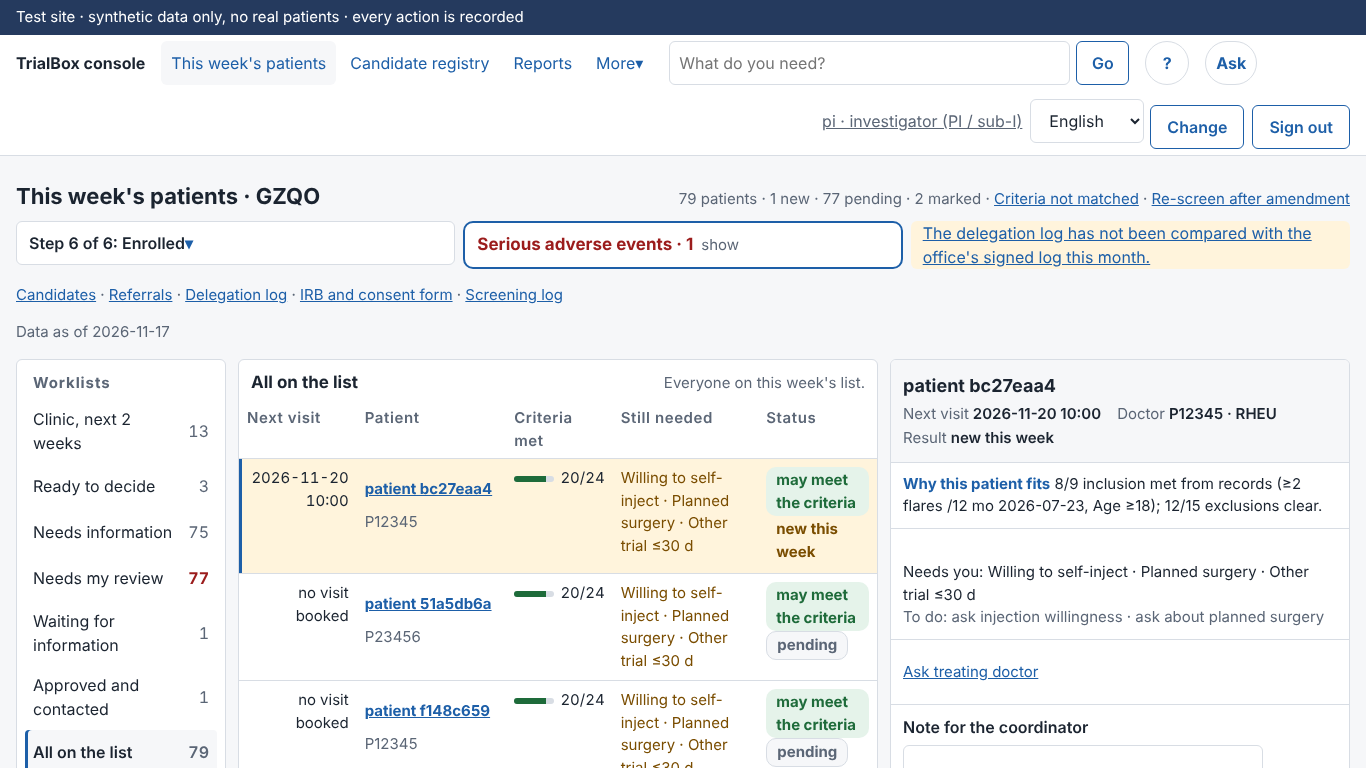 Test site · synthetic data only, no real patients · every action is recorded
TrialBox console
This week's patients
Candidate registry
Reports
More▾
What do you need?
Go
?
Ask
pi · investigator (PI / sub-I)
English
Change
Sign out
This week's patients · GZQO
79 patients · 1 new · 77 pending · 2 marked · Criteria not matched · Re-screen after amendment
Step 6 of 6: Enrolled▾
Serious adverse events · 1 show
The delegation log has not been compared with the
office's signed log this month.
Candidates · Referrals · Delegation log · IRB and consent form · Screening log
Data as of 2026-11-17
Worklists
Clinic, next 2
weeks
13
Ready to decide 3
Needs information 75
Needs my review 77
Waiting for
information
1
Approved and
contacted
1
All on the list 79
All on the list
Everyone on this week's list.
Next visit
Patient
Criteria
met
Still needed
Status
2026-11-20
10:00
patient bc27eaa4
P12345
20/24
Willing to self-
inject · Planned
surgery · Other
trial ≤30 d
may meet
the criteria
new this
week
no visit
booked
patient 51a5db6a
P23456
20/24
Willing to self-
inject · Planned
surgery · Other
trial ≤30 d
may meet
the criteria
pending
no visit
booked
patient f148c659
P12345
20/24
Willing to self-
inject · Planned
surgery · Other
trial ≤30 d
may meet
the criteria
pending
patient bc27eaa4
Next visit 2026-11-20 10:00 Doctor P12345 · RHEU
Result new this week
Why this patient fits 8/9 inclusion met from records (≥2
flares /12 mo 2026-07-23, Age ≥18); 12/15 exclusions clear.
Needs you: Willing to self-inject · Planned surgery · Other
trial ≤30 d
To do: ask injection willingness · ask about planned surgery
Ask treating doctor
Note for the coordinator